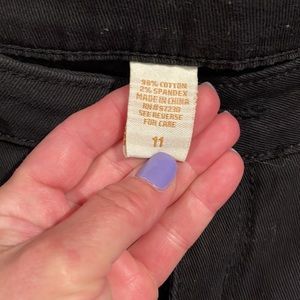 98% COTTON
2% SPANDEX
MADE IN CHINA
RN#57230
SEE REVERSE
FOR CARE
11